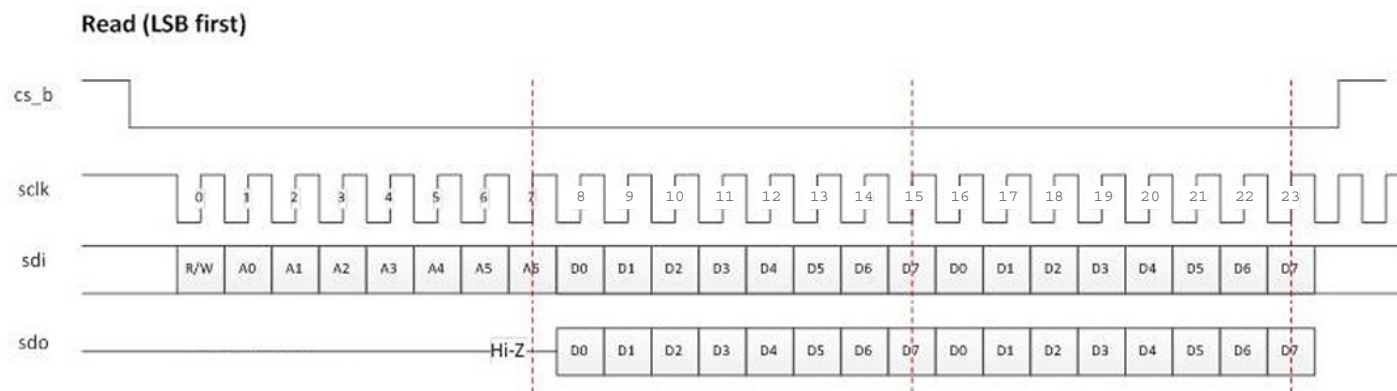 Read (LSB first)
cs_b
sclk 0 1 2 3 4 5 6 7 8 9 10 11 12 13 14 15 16 17 18 19 20 21 22 23
sdi R/W A0 A1 A2 A3 A4 A5 A6 D0 D1 D2 D3 D4 D5 D6 D7 D0 D1 D2 D3 D4 D5 D6 D7
sdo Hi-Z D0 D1 D2 D3 D4 D5 D6 D7 D0 D1 D2 D3 D4 D5 D6 D7